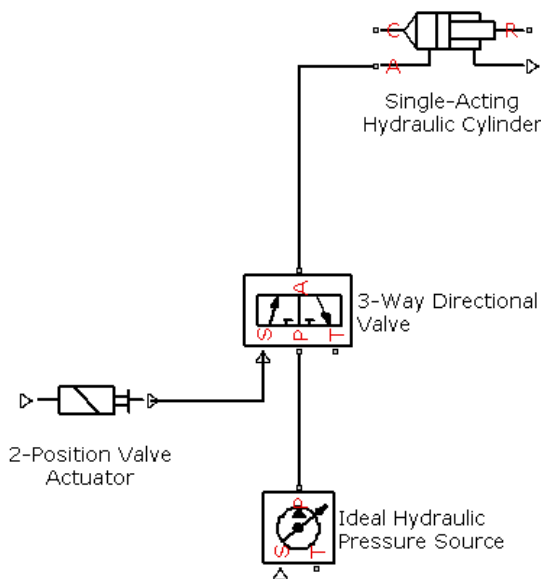 C
R
A
Single-Acting
Hydraulic Cylinder
A
S
P
T
3-Way Directional
Valve
2-Position Valve
Actuator
P
S
T
Ideal Hydraulic
Pressure Source